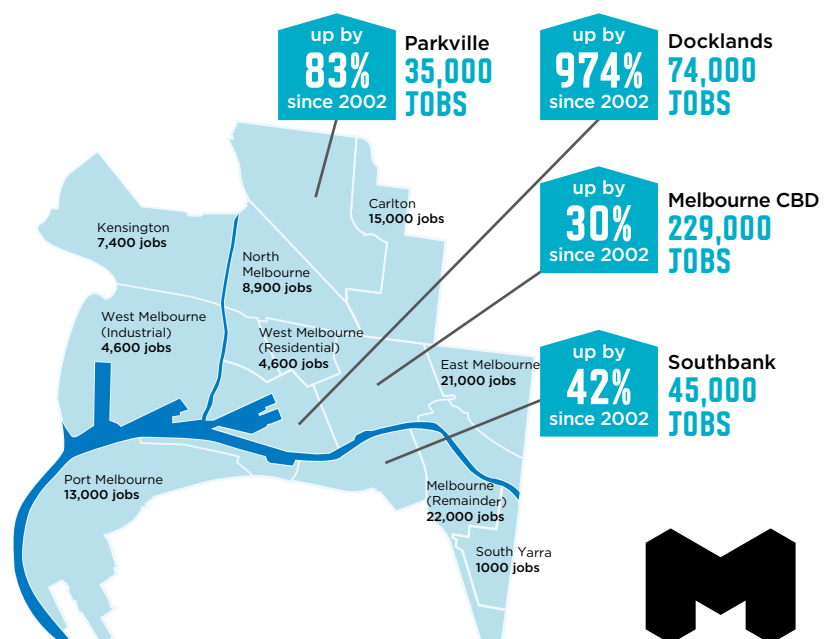 up by
83%
since 2002
Parkville
35,000
JOBS
up by
974%
since 2002
Docklands
74,000
JOBS
up by
30%
since 2002
Melbourne CBD
229,000
JOBS
up by
42%
since 2002
Southbank
45,000
JOBS
Carlton
15,000 jobs
Kensington
7,400 jobs
North
Melbourne
8,900 jobs
West Melbourne
(Industrial)
4,600 jobs
West Melbourne
(Residential)
4,600 jobs
East Melbourne
21,000 jobs
Port Melbourne
13,000 jobs
Melbourne
(Remainder)
22,000 jobs
South Yarra
1000 jobs